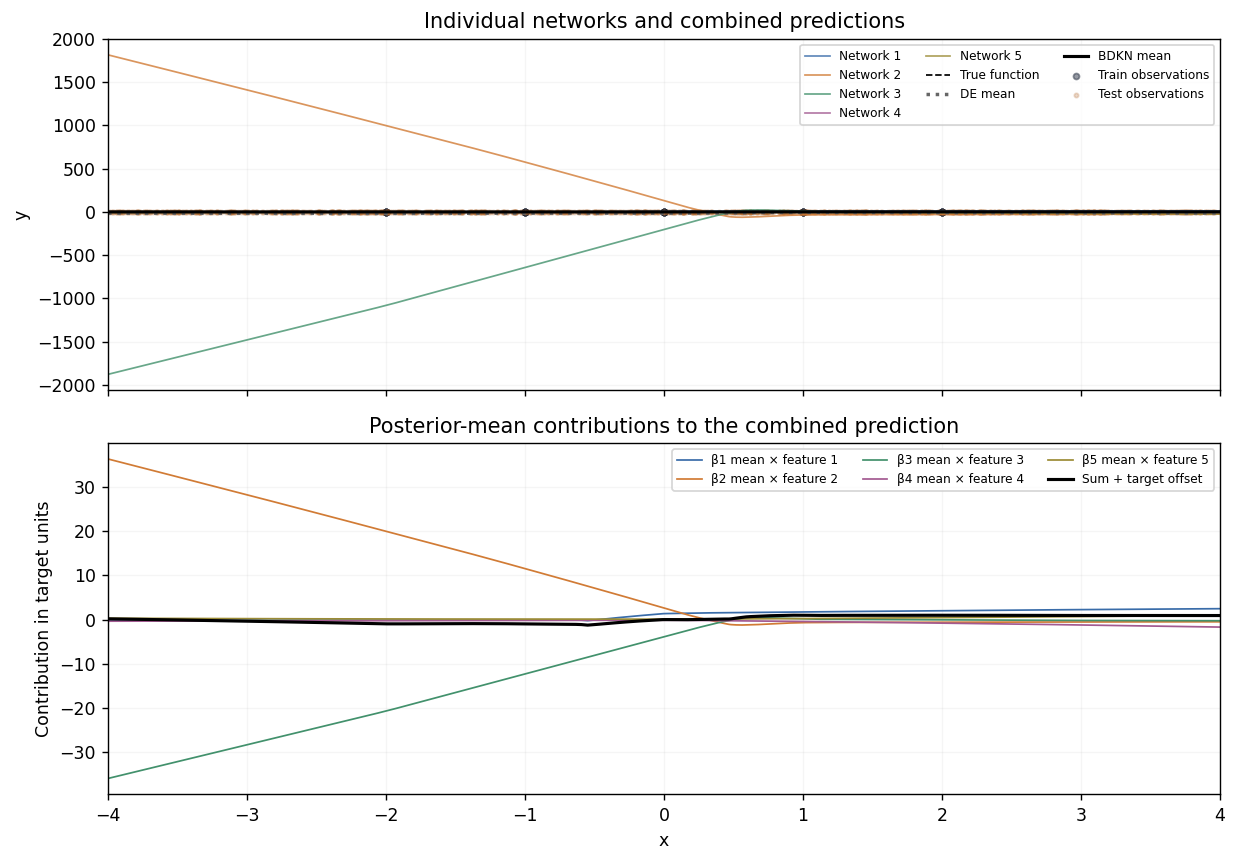 Individual networks and combined predictions
2000
1500
1000
500
0
−500
−1000
−1500
−2000
y
Network 1
Network 2
Network 3
Network 4
Network 5
True function
DE mean
BDKN mean
Train observations
Test observations
Posterior-mean contributions to the combined prediction
30
20
10
0
−10
−20
−30
Contribution in target units
β1 mean × feature 1
β2 mean × feature 2
β3 mean × feature 3
β4 mean × feature 4
β5 mean × feature 5
Sum + target offset
−4 −3 −2 −1 0 1 2 3 4
x